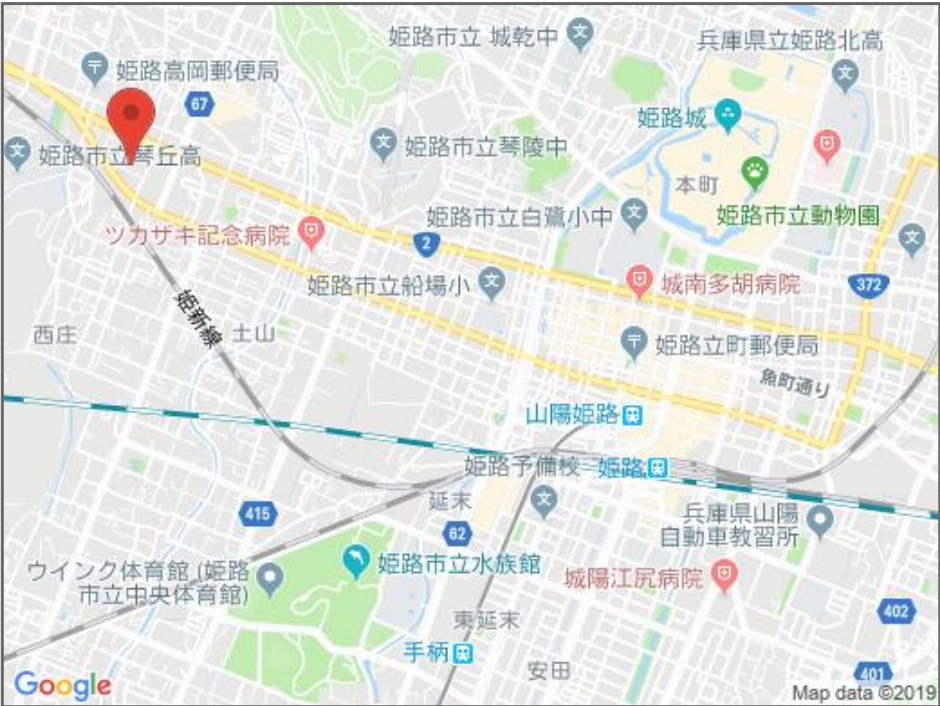 姫路市立 城乾中
兵庫県立姫路北高
姫路高岡郵便局
67
姫路城
姫路市立琴丘高
姫路市立琴陵中
本町
姫路市立白鷺小中
姫路市立動物園
ツカザキ記念病院
2
姫路市立船場小
城南多胡病院
372
姫新線
西庄
土山
姫路立町郵便局
魚町通り
山陽姫路
姫路予備校
姫路
延末
415
62
兵庫県山陽
自動車教習所
ウインク体育館 (姫路
市立中央体育館)
姫路市立水族館
城陽江尻病院
402
東延末
手柄
安田
401
Google
Map data ©2019